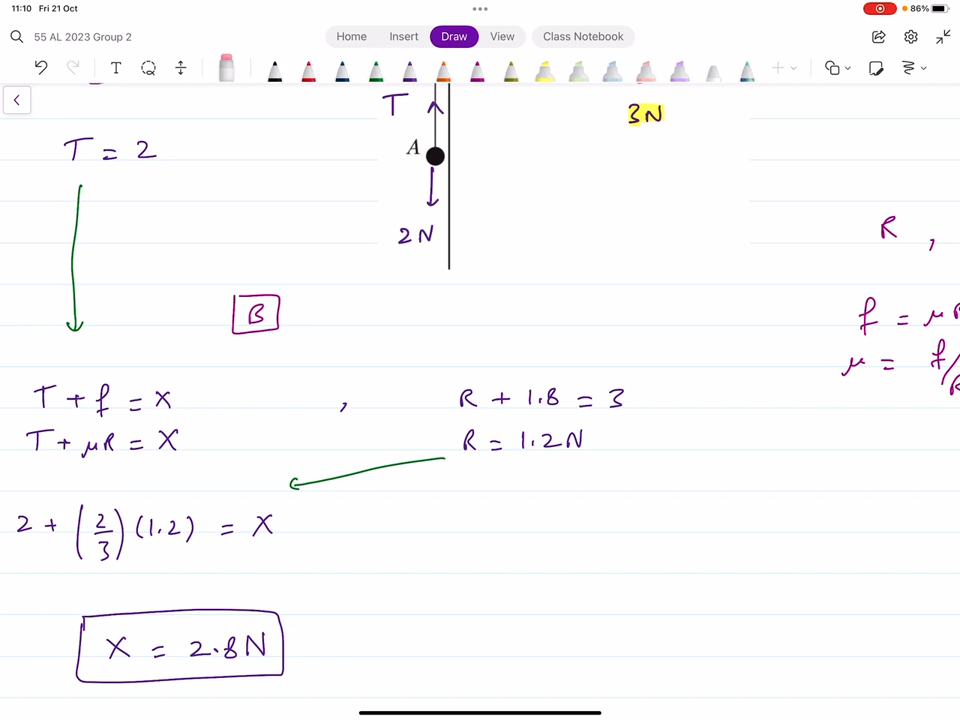 11:10 Fri 21 Oct
86%
55 AL 2023 Group 2
Home Insert Draw View Class Notebook
T
T
3N
T = 2
A
2N
R ,
B
f = μR
μ = f/R
T + f = X , R + 1.8 = 3
T + μR = X R = 1.2N
2 + (2/3) (1.2) = X
X = 2.8N